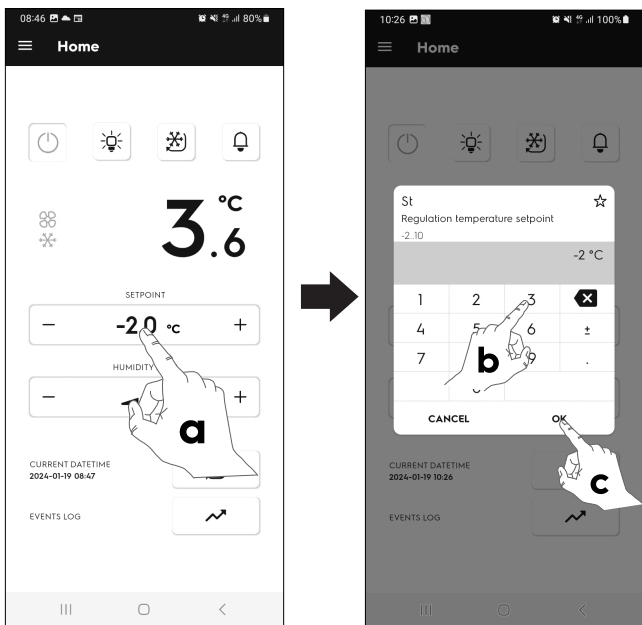 08:46 4G 80%
Home
3.6 °C
SETPOINT
− -2.0 °C +
HUMIDITY
− +
a
CURRENT DATETIME
2024-01-19 08:47
EVENTS LOG
10:26 4G 100%
Home
St
Regulation temperature setpoint
-2..10
-2 °C
1 2 3
4 5 6 ±
7 9 .
b
CANCEL OK
c
CURRENT DATETIME
2024-01-19 10:26
EVENTS LOG